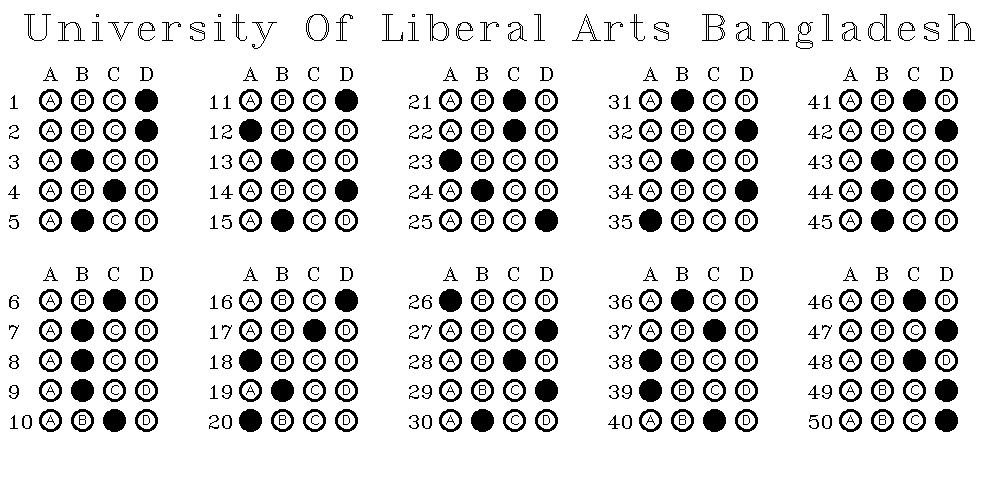 University Of Liberal Arts Bangladesh
A B C D A B C D A B C D A B C D A B C D
1 A B C 11 A B C 21 A B D 31 A C D 41 A B D
2 A B C 12 B C D 22 A B D 32 A B C 42 A B C
3 A C D 13 A C D 23 B C D 33 A C D 43 A C D
4 A B D 14 A B C 24 A C D 34 A B C 44 A C D
5 A C D 15 A C D 25 A B C 35 B C D 45 A C D
A B C D A B C D A B C D A B C D A B C D
6 A B D 16 A B C 26 B C D 36 A C D 46 A B D
7 A C D 17 A B D 27 A B C 37 A B D 47 A B C
8 A C D 18 B C D 28 A B D 38 B C D 48 A B D
9 A C D 19 A C D 29 A B C 39 B C D 49 A B C
10 A B D 20 B C D 30 A C D 40 A B D 50 A B C